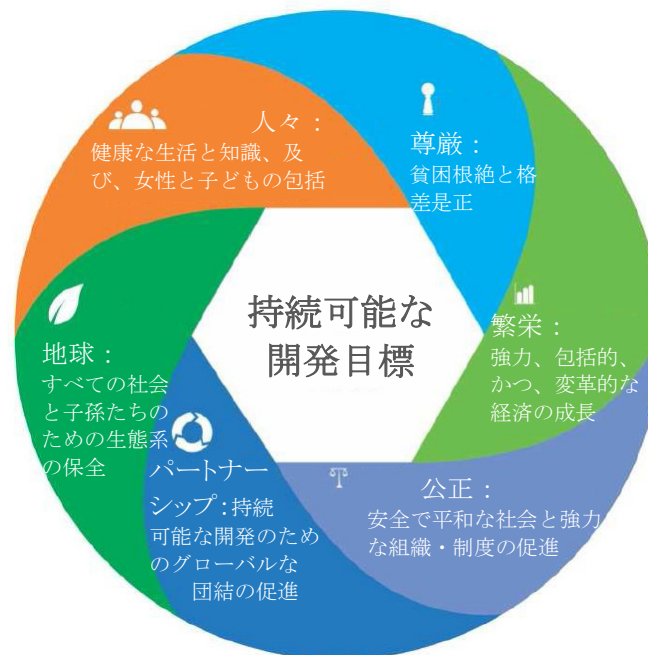 人々：
健康な生活と知識、及
び、女性と子どもの包括
尊厳：
貧困根絶と格
差是正
持続可能な
開発目標
繁栄：
強力、包括的、
かつ、変革的な
経済の成長
地球：
すべての社会
と子孫たちの
ための生態系
の保全
パートナー
シップ：持続
可能な開発のため
のグローバルな
団結の促進
公正：
安全で平和な社会と強力
な組織・制度の促進